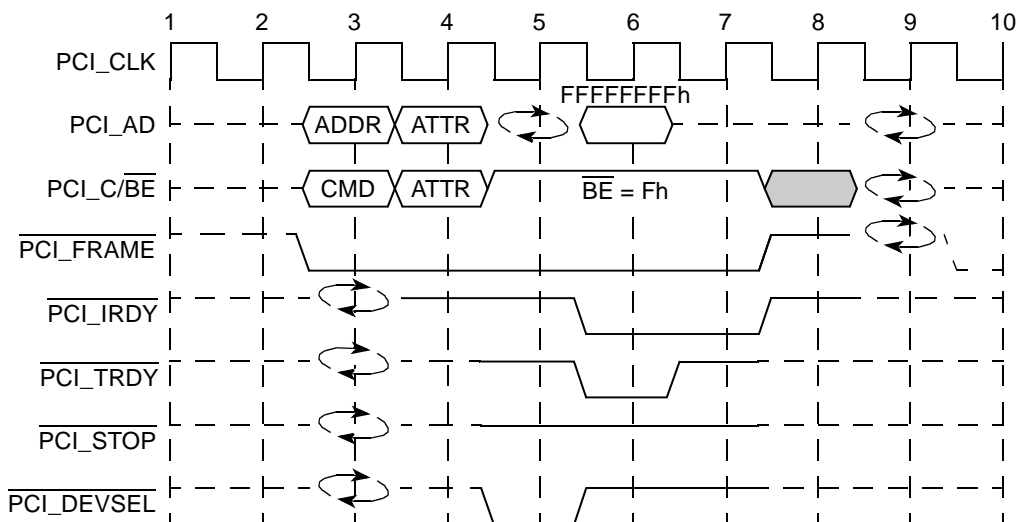 1 2 3 4 5 6 7 8 9 10
PCI_CLK
FFFFFFFFh
PCI_AD ADDR ATTR
PCI_C/BE CMD ATTR BE = Fh
PCI_FRAME
PCI_IRDY
PCI_TRDY
PCI_STOP
PCI_DEVSEL